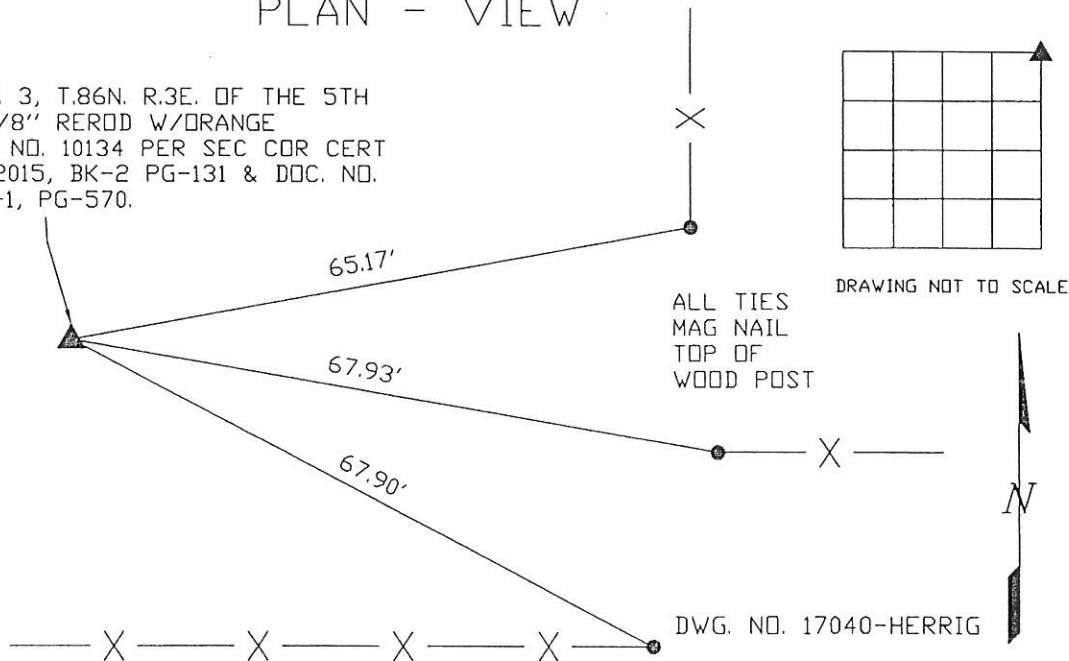 PLAN - VIEW
3, T.86N. R.3E. OF THE 5TH
/8" REROD W/ORANGE
NO. 10134 PER SEC COR CERT
2015, BK-2 PG-131 & DOC. NO.
-1, PG-570.
65.17'
67.93'
67.90'
ALL TIES
MAG NAIL
TOP OF
WOOD POST
DRAWING NOT TO SCALE
N
DWG. NO. 17040-HERRIG
X
X
X X X X